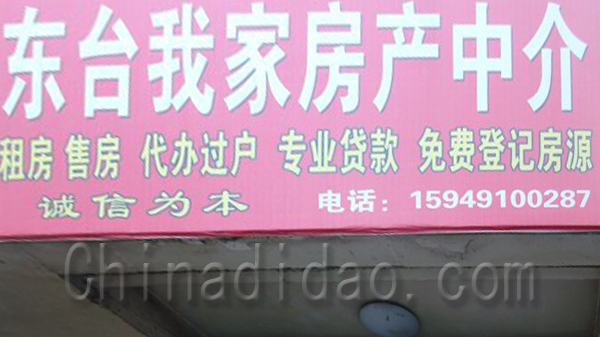 东台我家房产中介
租房 售房 代办过户 专业贷款 免费登记房源
诚信为本 电话：15949100287
Chinadidao.com